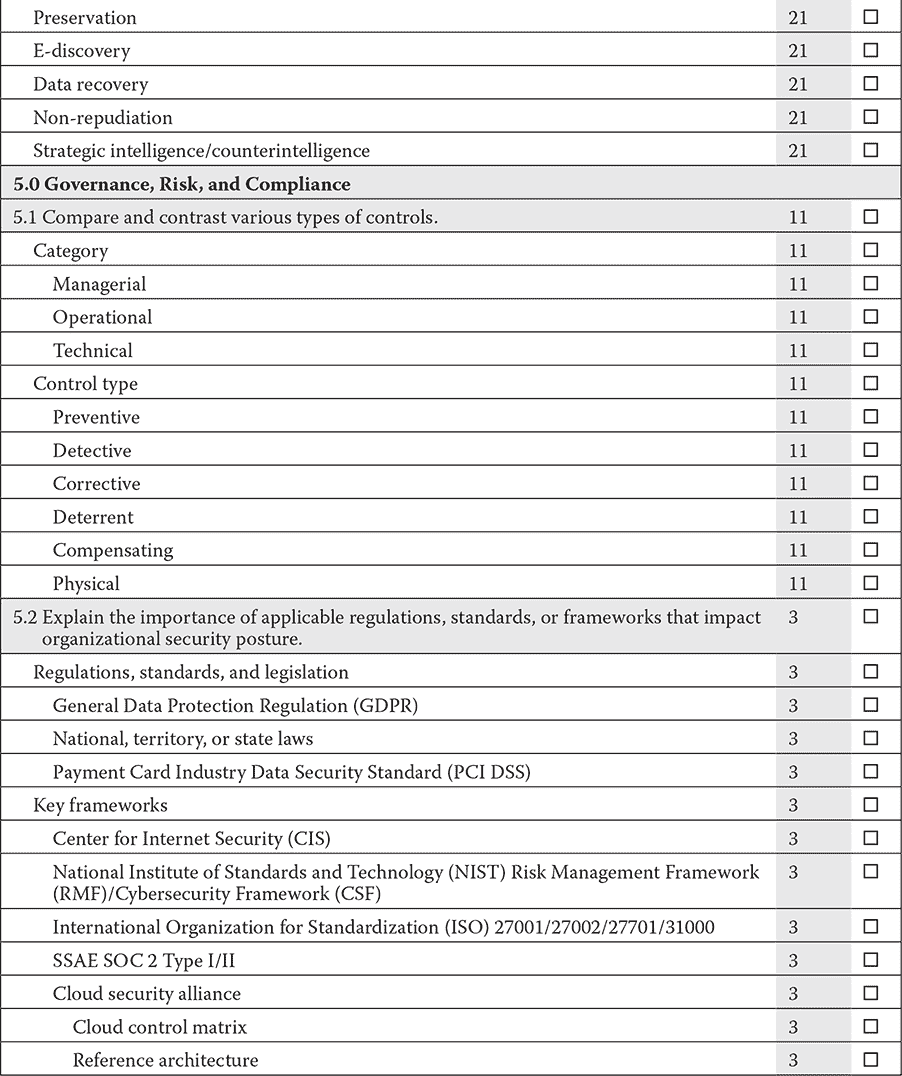 Preservation 21 ☐
E-discovery 21 ☐
Data recovery 21 ☐
Non-repudiation 21 ☐
Strategic intelligence/counterintelligence 21 ☐
5.0 Governance, Risk, and Compliance
5.1 Compare and contrast various types of controls. 11 ☐
Category 11 ☐
Managerial 11 ☐
Operational 11 ☐
Technical 11 ☐
Control type 11 ☐
Preventive 11 ☐
Detective 11 ☐
Corrective 11 ☐
Deterrent 11 ☐
Compensating 11 ☐
Physical 11 ☐
5.2 Explain the importance of applicable regulations, standards, or frameworks that impact 3 ☐
organizational security posture.
Regulations, standards, and legislation 3 ☐
General Data Protection Regulation (GDPR) 3 ☐
National, territory, or state laws 3 ☐
Payment Card Industry Data Security Standard (PCI DSS) 3 ☐
Key frameworks 3 ☐
Center for Internet Security (CIS) 3 ☐
National Institute of Standards and Technology (NIST) Risk Management Framework 3 ☐
(RMF)/Cybersecurity Framework (CSF)
International Organization for Standardization (ISO) 27001/27002/27701/31000 3 ☐
SSAE SOC 2 Type I/II 3 ☐
Cloud security alliance 3 ☐
Cloud control matrix 3 ☐
Reference architecture 3 ☐